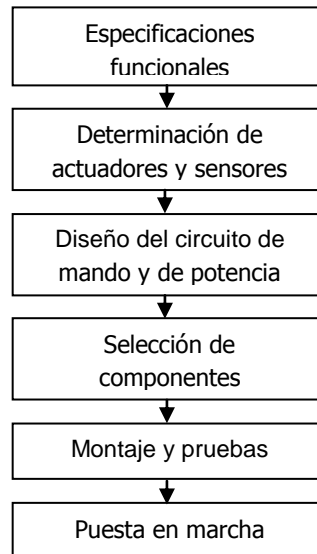 Especificaciones
funcionales
Determinación de
actuadores y sensores
Diseño del circuito de
mando y de potencia
Selección de
componentes
Montaje y pruebas
Puesta en marcha